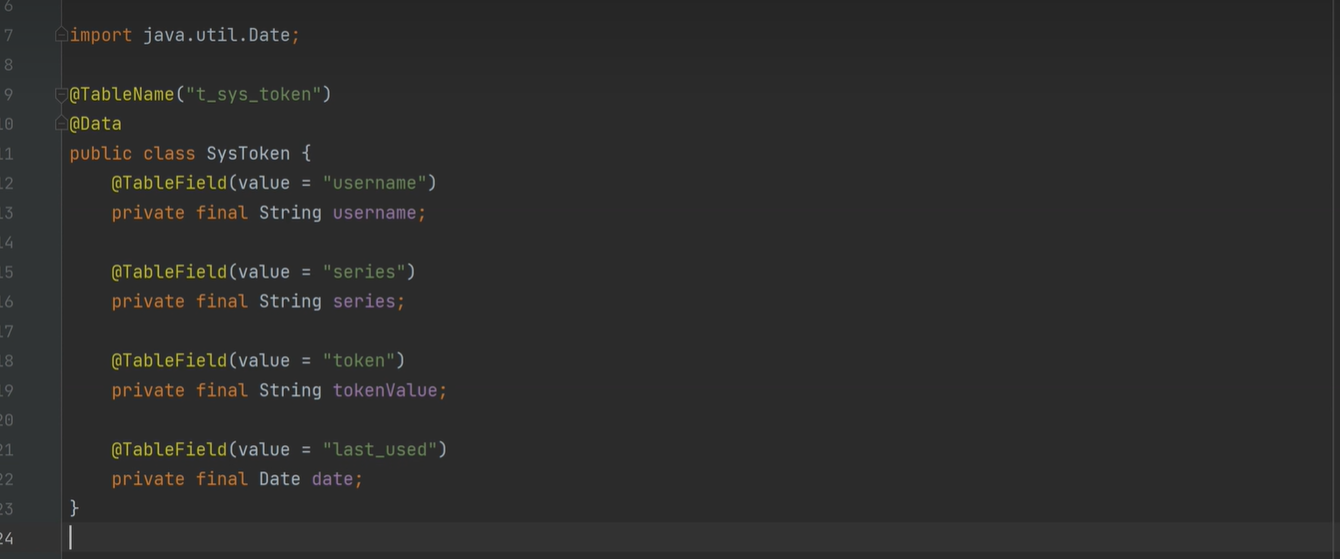 6
7 import java.util.Date;
8
9 @TableName("t_sys_token")
10 @Data
11 public class SysToken {
12 @TableField(value = "username")
13 private final String username;
14
15 @TableField(value = "series")
16 private final String series;
17
18 @TableField(value = "token")
19 private final String tokenValue;
20
21 @TableField(value = "last_used")
22 private final Date date;
23 }
24